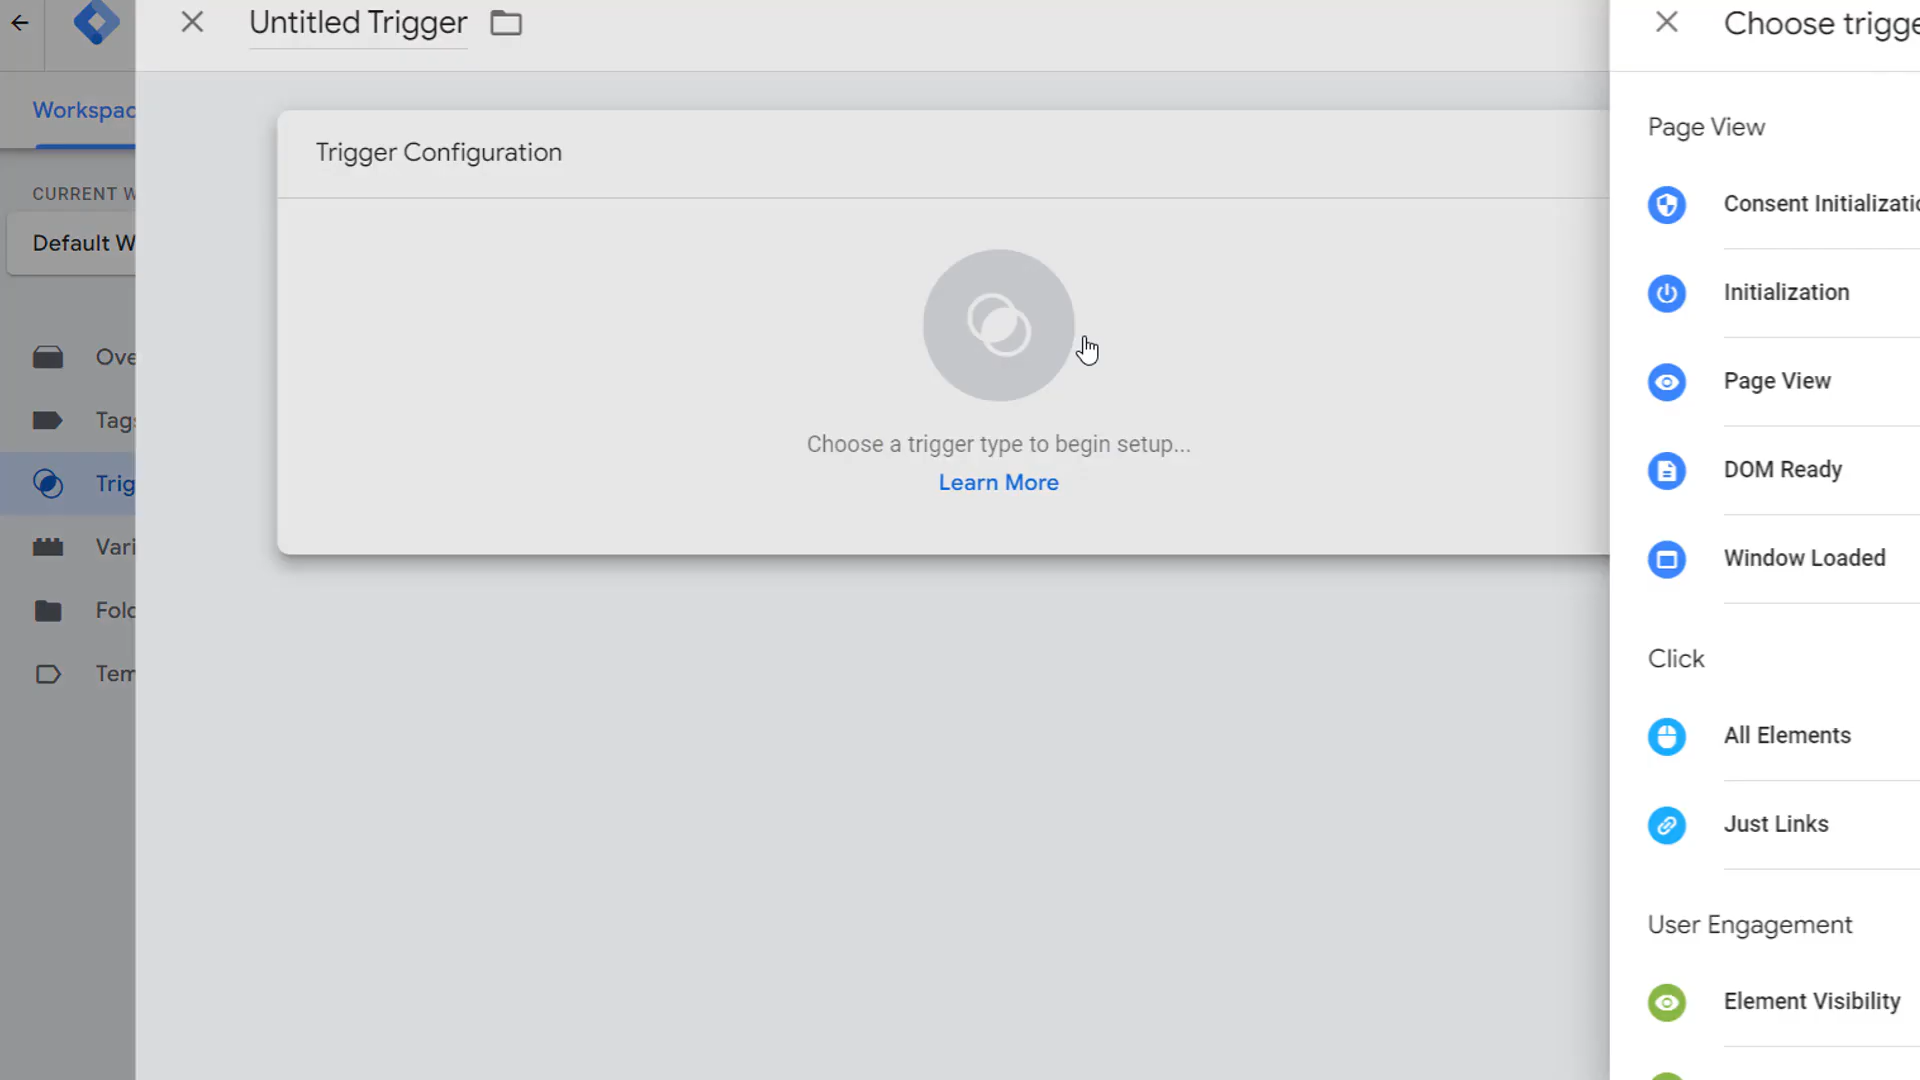 Untitled Trigger
Choose trigge
Workspac
Trigger Configuration
Page View
CURRENT W
Default W
Consent Initializatio
Initialization
Page View
DOM Ready
Window Loaded
Choose a trigger type to begin setup...
Learn More
Ove
Tags
Trig
Vari
Fold
Tem
Click
All Elements
Just Links
User Engagement
Element Visibility